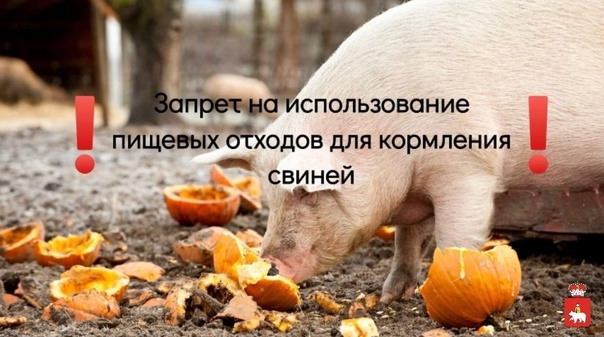 Запрет на использование
пищевых отходов для кормления
свиней